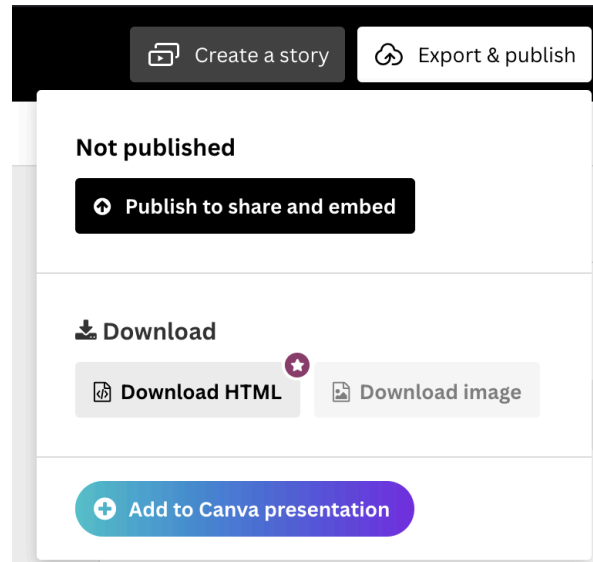 Create a story
Export & publish
Not published
Publish to share and embed
Download
Download HTML
Download image
Add to Canva presentation